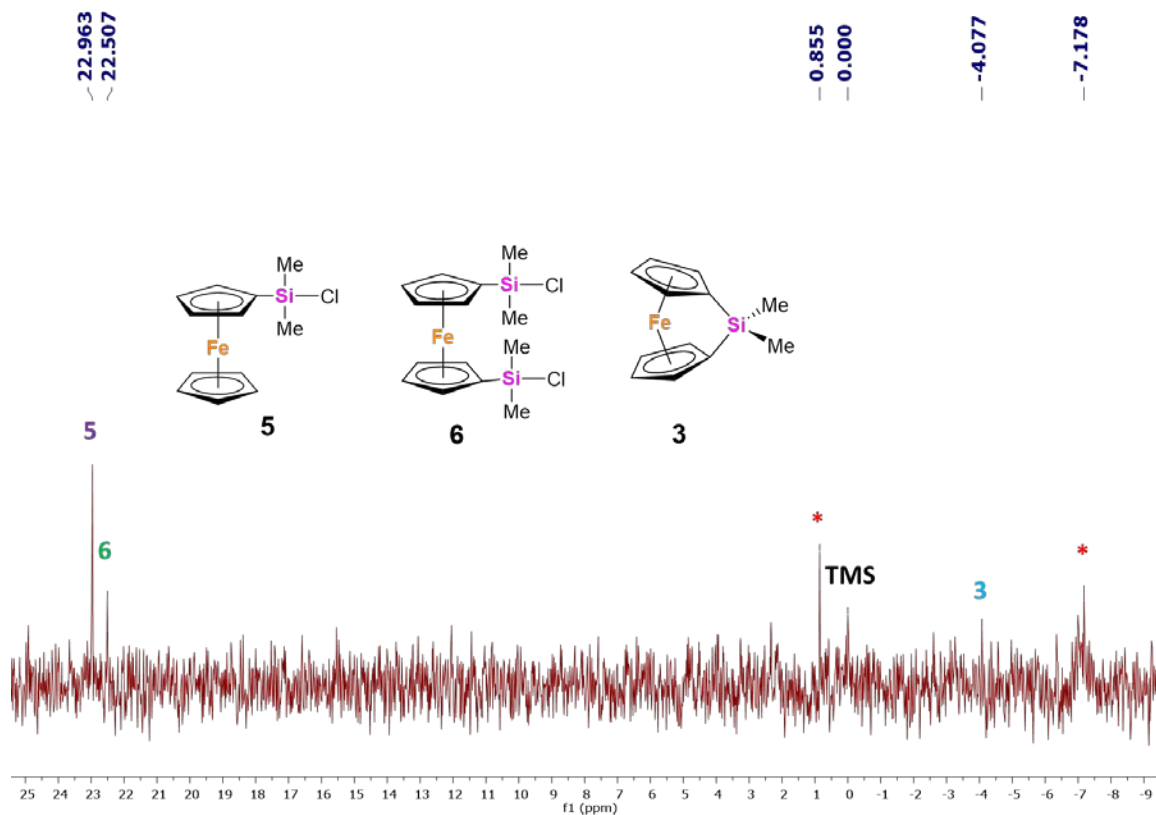 22.963
22.507
0.855
0.000
-4.077
-7.178
Me
Si
Cl
Me
Fe
5
Me
Si
Cl
Me
Fe
Me
Si
Cl
Me
6
Fe
Si
Me
Me
3
5
6
*
TMS
3
*
25 24 23 22 21 20 19 18 17 16 15 14 13 12 11 10 9 8 7 6 5 4 3 2 1 0 -1 -2 -3 -4 -5 -6 -7 -8 -9
f1 (ppm)